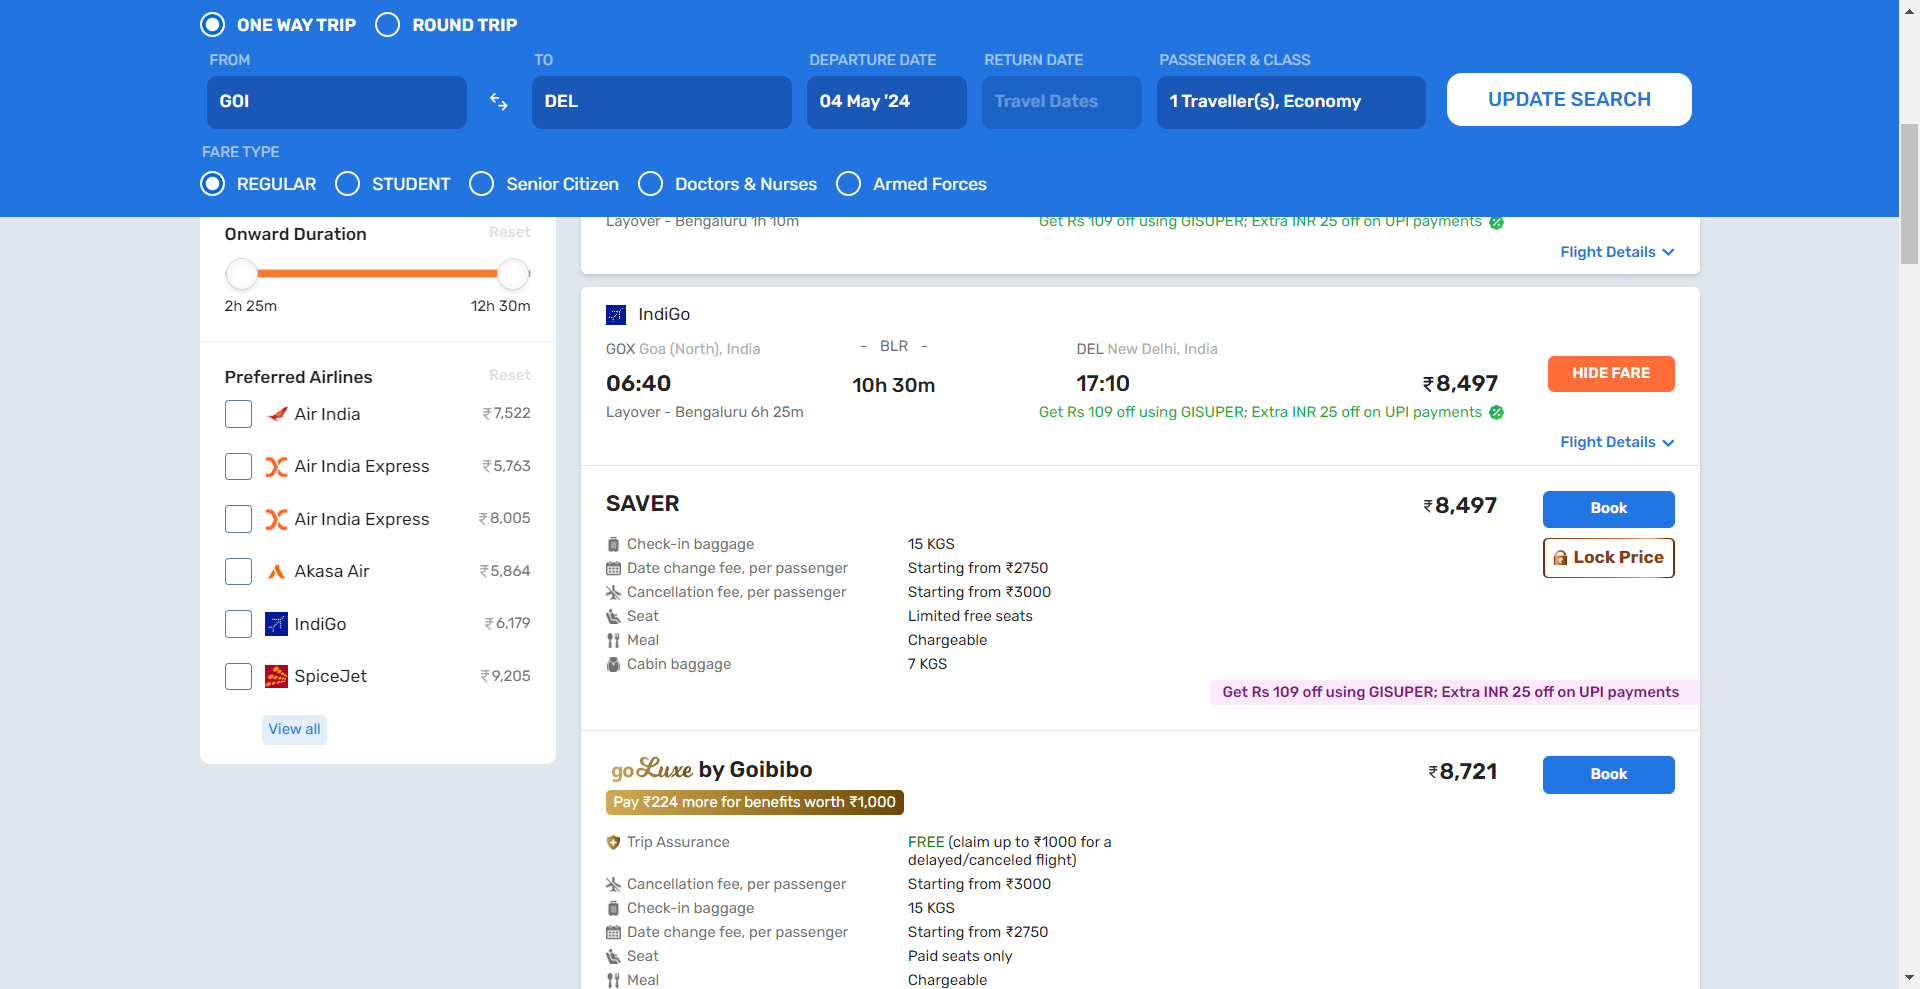 ONE WAY TRIP ROUND TRIP
FROM TO DEPARTURE DATE RETURN DATE PASSENGER & CLASS
GOI DEL 04 May '24 Travel Dates 1 Traveller(s), Economy UPDATE SEARCH
FARE TYPE
REGULAR STUDENT Senior Citizen Doctors & Nurses Armed Forces
Onward Duration Reset
2h 25m 12h 30m
Preferred Airlines Reset
Air India ₹7,522
Air India Express ₹5,763
Air India Express ₹8,005
Akasa Air ₹5,864
IndiGo ₹6,179
SpiceJet ₹9,205
View all
Layover - Bengaluru 1h 10m Get Rs 109 off using GISUPER; Extra INR 25 off on UPI payments
Flight Details
IndiGo
GOX Goa (North), India - BLR - DEL New Delhi, India
06:40 10h 30m 17:10 ₹8,497 HIDE FARE
Layover - Bengaluru 6h 25m Get Rs 109 off using GISUPER; Extra INR 25 off on UPI payments
Flight Details
SAVER ₹8,497 Book
Lock Price
Check-in baggage 15 KGS
Date change fee, per passenger Starting from ₹2750
Cancellation fee, per passenger Starting from ₹3000
Seat Limited free seats
Meal Chargeable
Cabin baggage 7 KGS
Get Rs 109 off using GISUPER; Extra INR 25 off on UPI payments
goLuxe by Goibibo ₹8,721 Book
Pay ₹224 more for benefits worth ₹1,000
Trip Assurance FREE (claim up to ₹1000 for a
delayed/canceled flight)
Cancellation fee, per passenger Starting from ₹3000
Check-in baggage 15 KGS
Date change fee, per passenger Starting from ₹2750
Seat Paid seats only
Meal Chargeable